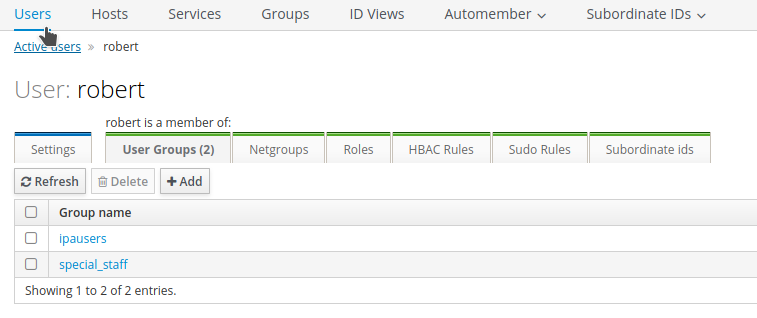 Users Hosts Services Groups ID Views Automember Subordinate IDs
Active users » robert
User: robert
robert is a member of:
Settings User Groups (2) Netgroups Roles HBAC Rules Sudo Rules Subordinate ids
Refresh Delete Add
Group name
ipausers
special_staff
Showing 1 to 2 of 2 entries.